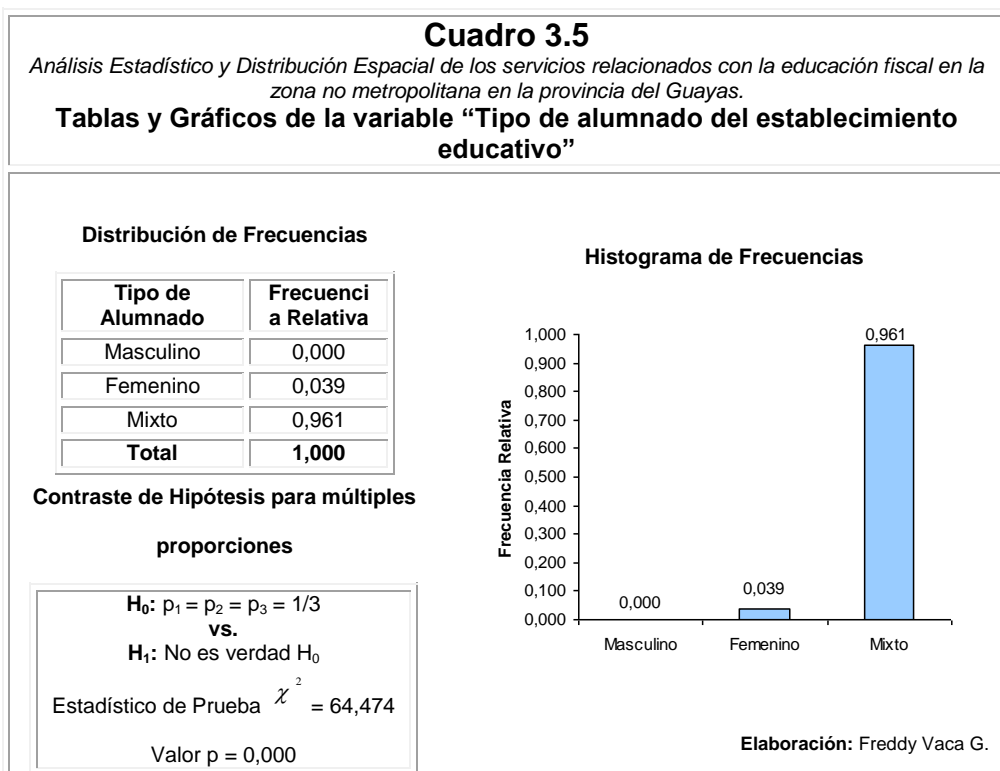 Cuadro 3.5
Análisis Estadístico y Distribución Espacial de los servicios relacionados con la educación fiscal en la
zona no metropolitana en la provincia del Guayas.
Tablas y Gráficos de la variable “Tipo de alumnado del establecimiento
educativo”
Distribución de Frecuencias
Tipo de Frecuenci
Alumnado a Relativa
Masculino 0,000
Femenino 0,039
Mixto 0,961
Total 1,000
Contraste de Hipótesis para múltiples
proporciones
H₀: p₁ = p₂ = p₃ = 1/3
vs.
H₁: No es verdad H₀
Estadístico de Prueba χ² = 64,474
Valor p = 0,000
Histograma de Frecuencias
Frecuencia Relativa
1,000
0,900
0,800
0,700
0,600
0,500
0,400
0,300
0,200
0,100
0,000
0,000
0,039
0,961
Masculino Femenino Mixto
Elaboración: Freddy Vaca G.